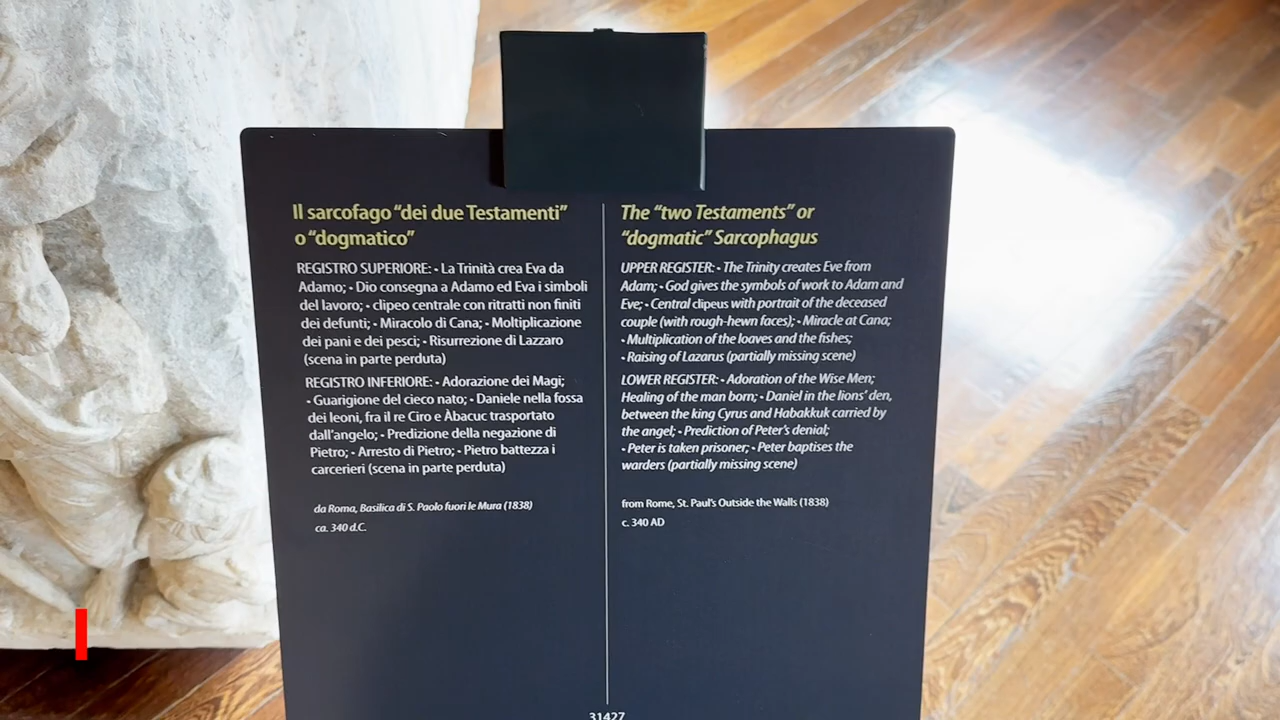 Il sarcofago "dei due Testamenti"
o "dogmatico"
REGISTRO SUPERIORE: • La Trinità crea Eva da
Adamo; • Dio consegna a Adamo ed Eva i simboli
del lavoro; • clipeo centrale con ritratti non finiti
dei defunti; • Miracolo di Cana; • Moltiplicazione
dei pani e dei pesci; • Risurrezione di Lazzaro
(scena in parte perduta)
REGISTRO INFERIORE: • Adorazione dei Magi;
• Guarigione del cieco nato; • Daniele nella fossa
dei leoni, fra il re Ciro e Àbacuc trasportato
dall'angelo; • Predizione della negazione di
Pietro; • Arresto di Pietro; • Pietro battezza i
carcerieri (scena in parte perduta)
da Roma, Basilica di S. Paolo fuori le Mura (1838)
ca. 340 d.C.
The "two Testaments" or
"dogmatic" Sarcophagus
UPPER REGISTER: • The Trinity creates Eve from
Adam; • God gives the symbols of work to Adam and
Eve; • Central clipeus with portrait of the deceased
couple (with rough-hewn faces); • Miracle at Cana;
• Multiplication of the loaves and the fishes;
• Raising of Lazarus (partially missing scene)
LOWER REGISTER: • Adoration of the Wise Men;
Healing of the man born; • Daniel in the lions' den,
between the king Cyrus and Habakkuk carried by
the angel; • Prediction of Peter's denial;
• Peter is taken prisoner; • Peter baptises the
warders (partially missing scene)
from Rome, St. Paul's Outside the Walls (1838)
c. 340 AD
31427